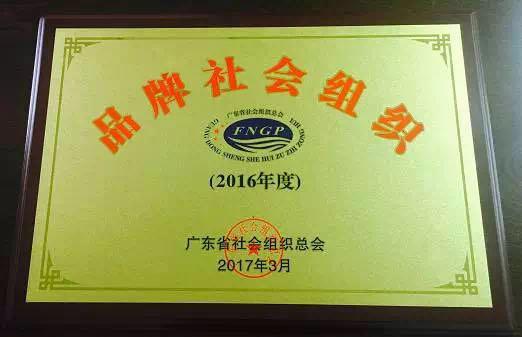 品牌社会组织
广东省社会组织总会
FNGP
GUANG DONG SHENG SHE HUI ZU ZHI ZONG HUI
(2016年度)
广东省社会组织总会
2017年3月